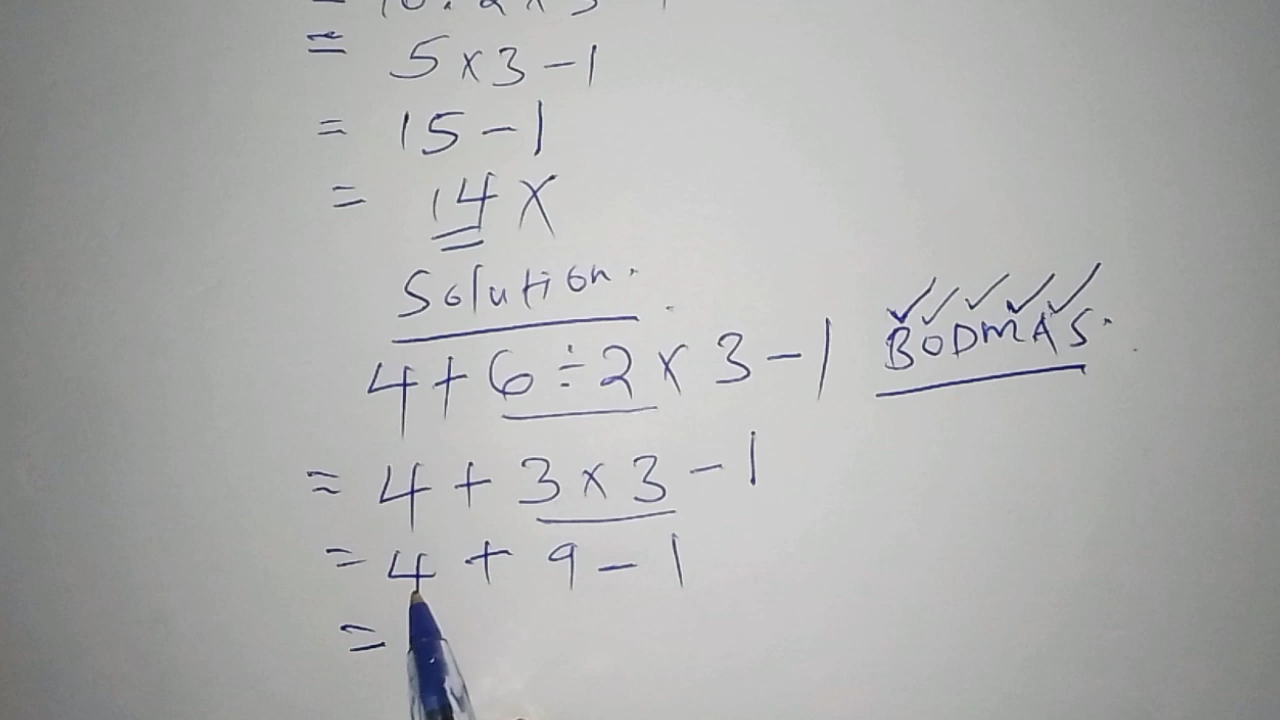 = 5 × 3 - 1
= 15 - 1
= 14 X
Solution.
4 + 6 ÷ 2 × 3 - 1 BODMAS.
= 4 + 3 × 3 - 1
= 4 + 9 - 1
=